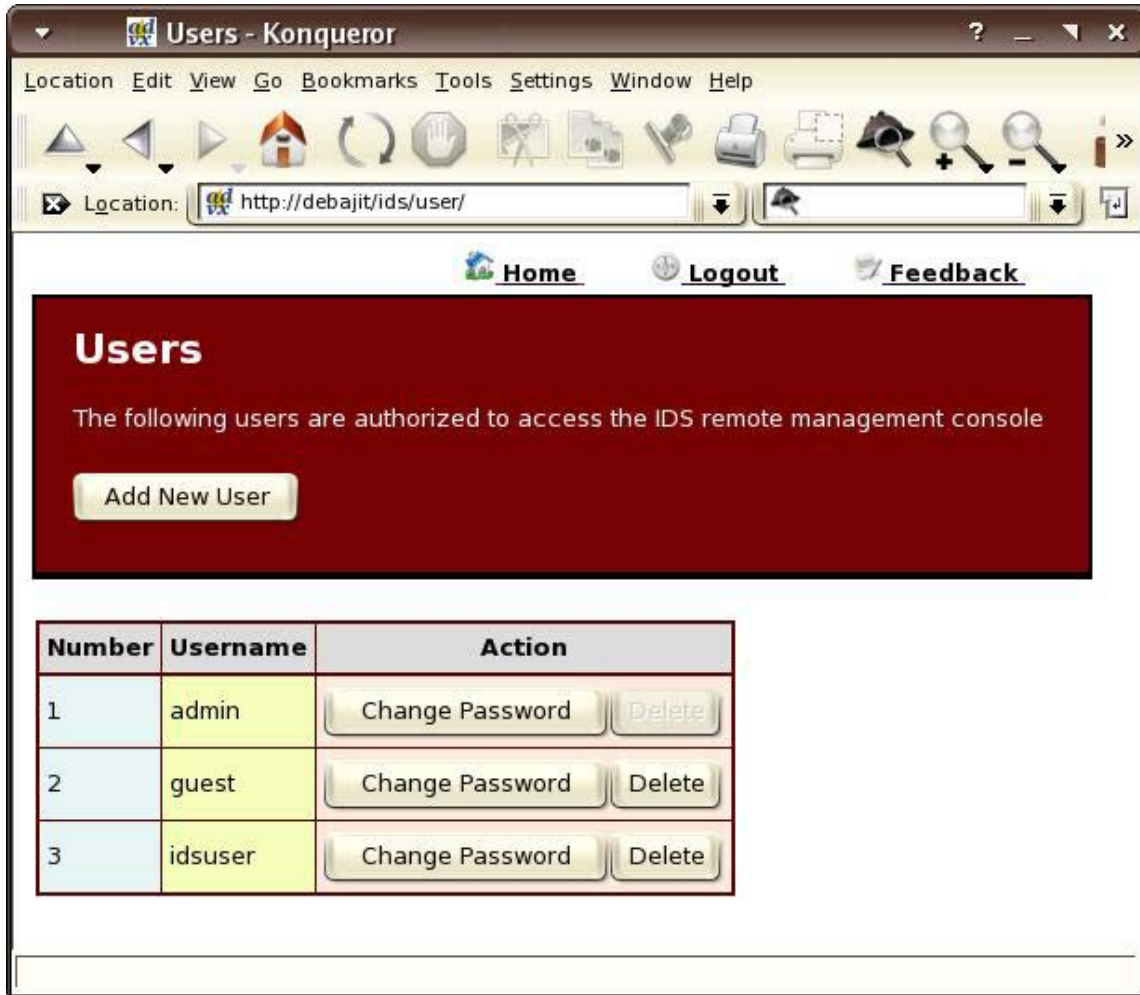 Users - Konqueror
Location Edit View Go Bookmarks Tools Settings Window Help
Location: http://debajit/ids/user/
Home Logout Feedback
Users
The following users are authorized to access the IDS remote management console
Add New User
Number Username Action
1 admin Change Password Delete
2 guest Change Password Delete
3 idsuser Change Password Delete